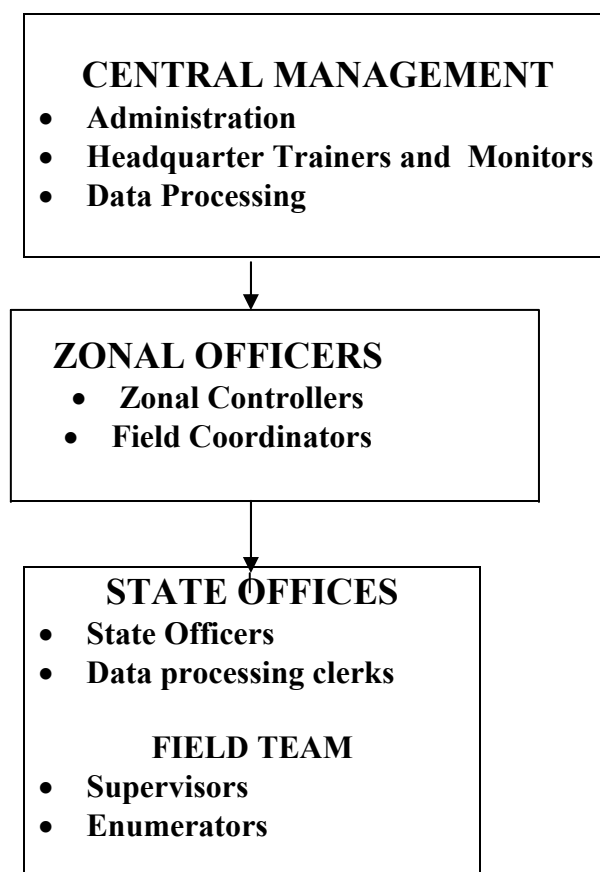 CENTRAL MANAGEMENT
• Administration
• Headquarter Trainers and Monitors
• Data Processing
ZONAL OFFICERS
• Zonal Controllers
• Field Coordinators
STATE OFFICES
• State Officers
• Data processing clerks
FIELD TEAM
• Supervisors
• Enumerators